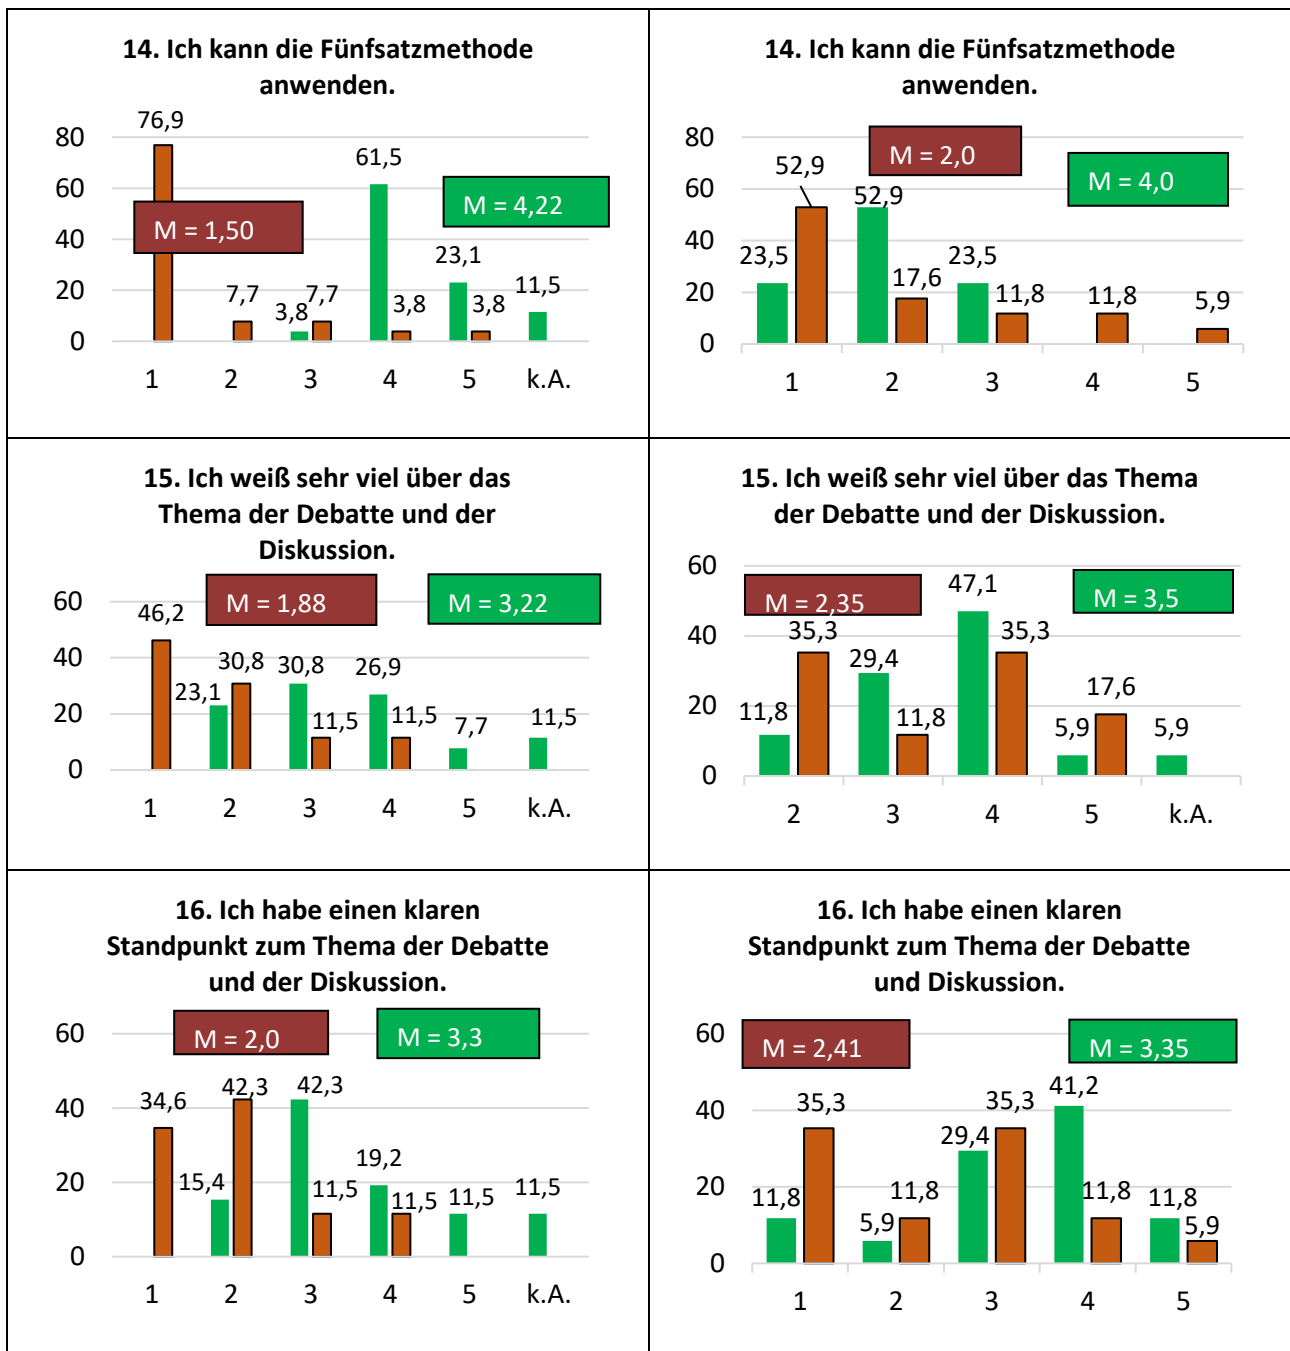 14. Ich kann die Fünfsatzmethode
anwenden.
76,9
80
61,5
60
M = 4,22
M = 1,50
40
23,1
20
11,5
7,7
3,8
7,7
3,8
3,8
0
1 2 3 4 5 k.A.
14. Ich kann die Fünfsatzmethode
anwenden.
80
M = 2,0
M = 4,0
52,9
60
52,9
40
23,5
23,5
17,6
20
11,8
11,8
5,9
0
1 2 3 4 5
15. Ich weiß sehr viel über das
Thema der Debatte und der
Diskussion.
60
M = 1,88
M = 3,22
46,2
40
30,8
30,8
26,9
23,1
20
11,5
11,5
7,7
11,5
0
1 2 3 4 5 k.A.
15. Ich weiß sehr viel über das Thema
der Debatte und der Diskussion.
60
M = 2,35
47,1
M = 3,5
35,3
35,3
40
29,4
17,6
20
11,8
11,8
5,9
5,9
0
2 3 4 5 k.A.
16. Ich habe einen klaren
Standpunkt zum Thema der Debatte
und der Diskussion.
60
M = 2,0
M = 3,3
42,3
42,3
40
34,6
19,2
20
15,4
11,5
11,5
11,5
11,5
0
1 2 3 4 5 k.A.
16. Ich habe einen klaren
Standpunkt zum Thema der Debatte
und Diskussion.
60
M = 2,41
M = 3,35
35,3
35,3
41,2
40
29,4
20
11,8
5,9
11,8
11,8
11,8
5,9
0
1 2 3 4 5